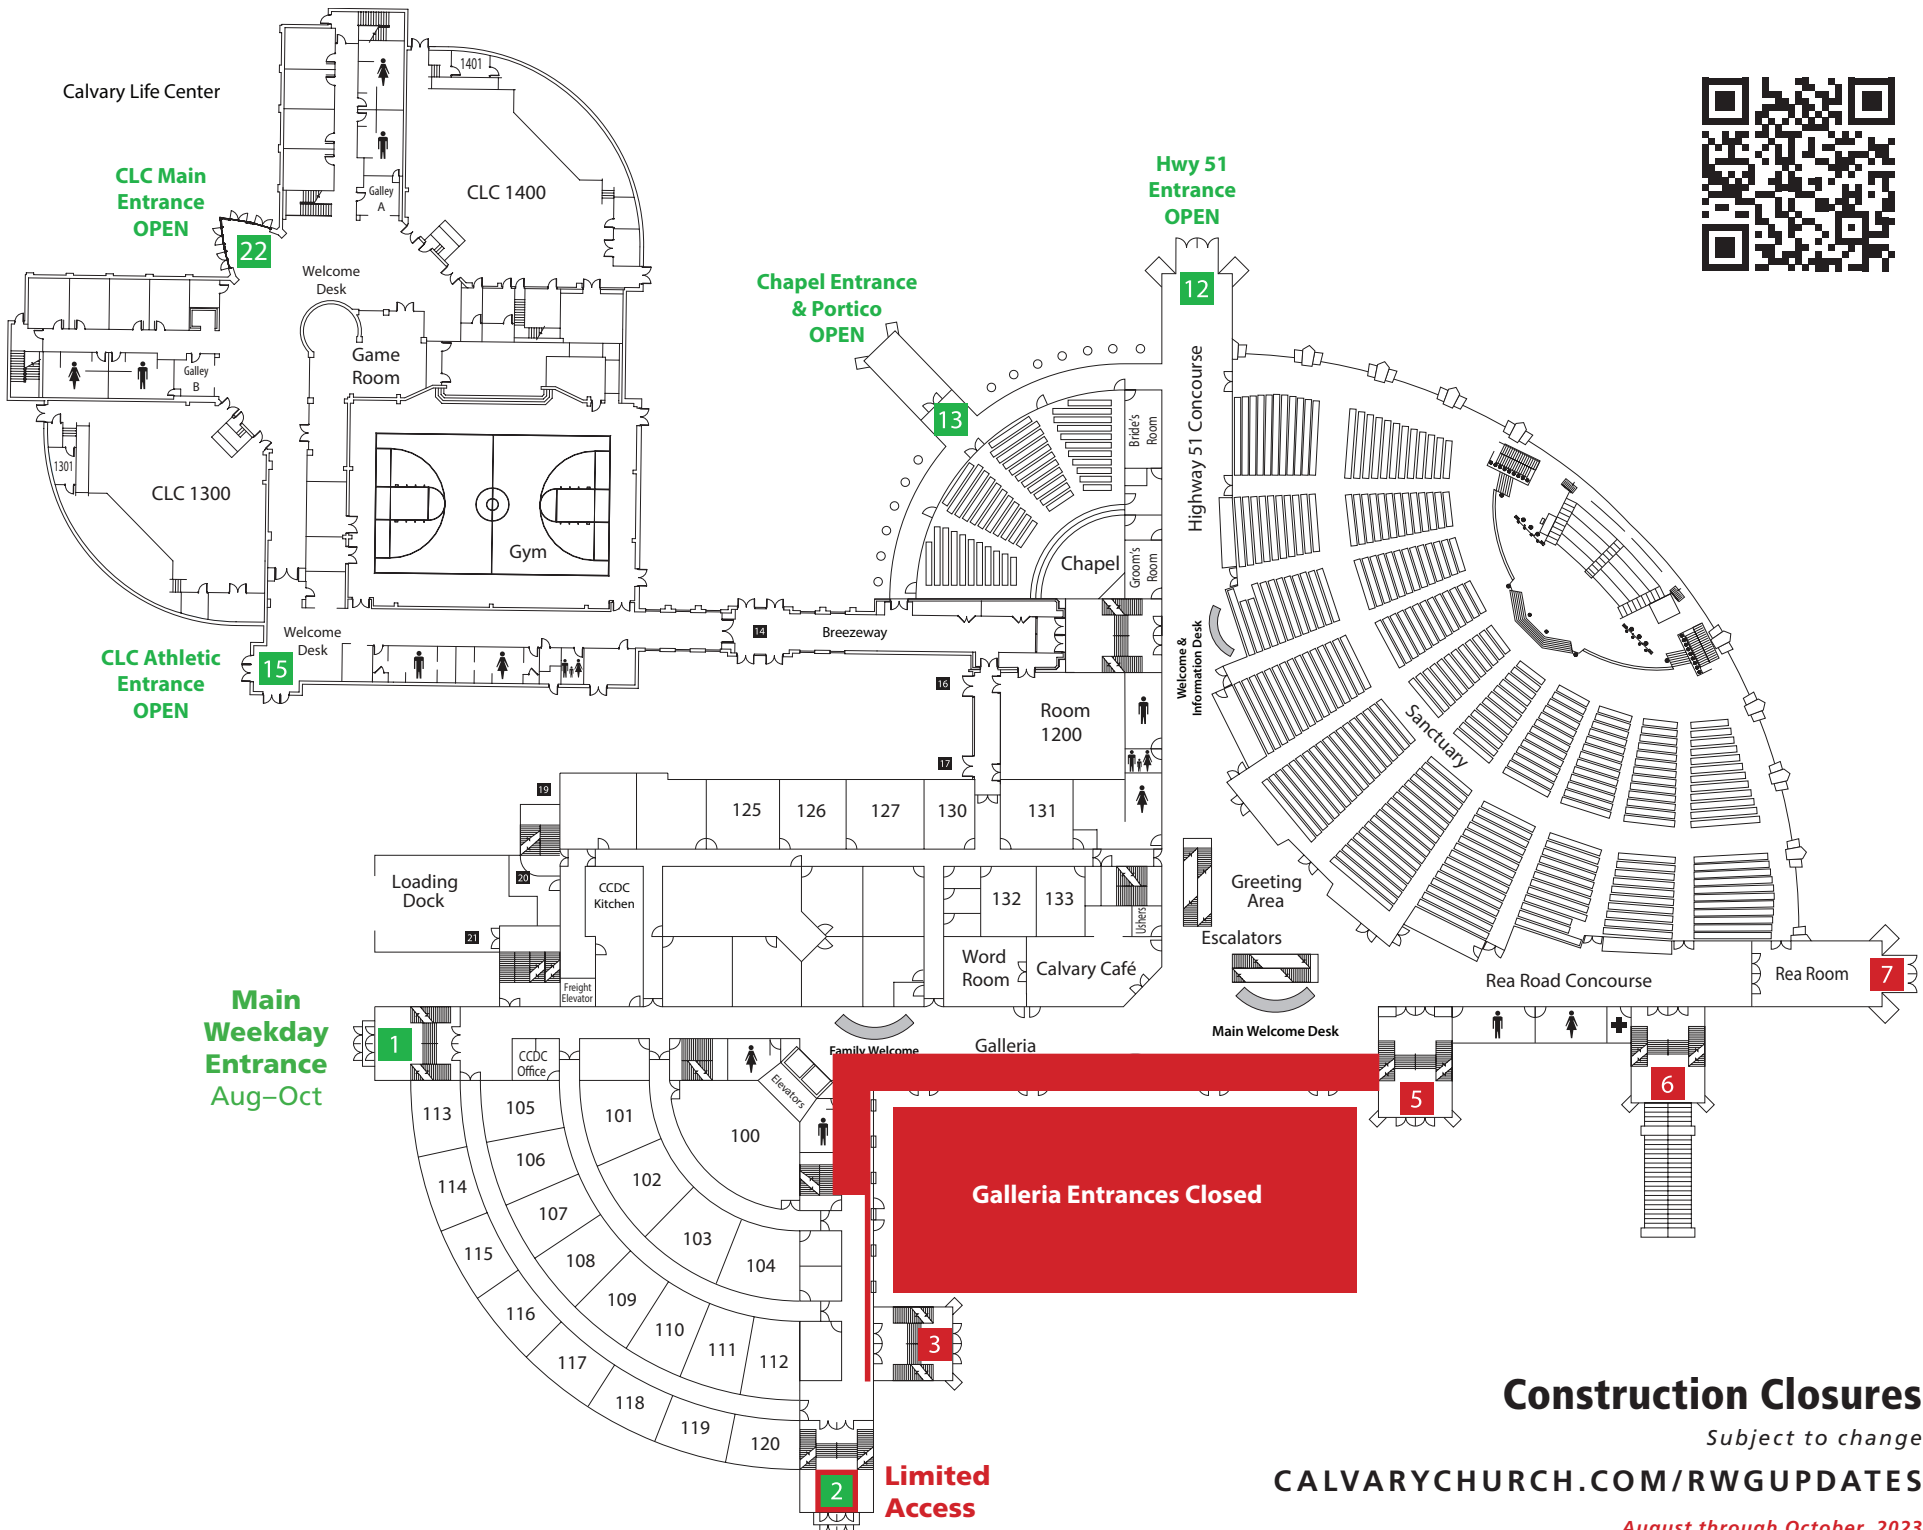 Calvary Life Center
1401
CLC Main
Entrance
OPEN
22
Galley
A
CLC 1400
Welcome
Desk
Game
Room
Galley
B
1301
CLC 1300
Gym
Welcome
Desk
CLC Athletic
Entrance
OPEN
15
14
Breezeway
Hwy 51
Entrance
OPEN
12
Chapel Entrance
& Portico
OPEN
13
Highway 51 Concourse
Bride's
Room
Chapel
Groom's
Room
Welcome &
Information Desk
Sanctuary
16
17
Room
1200
19
125
126
127
130
131
20
21
Loading
Dock
CCDC
Kitchen
132
133
Ushers
Word
Room
Calvary Café
Freight
Elevator
Greeting
Area
Escalators
Main Welcome Desk
Rea Road Concourse
Rea Room
7
Main
Weekday
Entrance
Aug–Oct
1
CCDC
Office
Family Welcome
Galleria
Elevators
5
6
113
105
101
100
106
102
114
107
103
115
108
104
109
116
110
111
112
117
118
119
120
Galleria Entrances Closed
3
2
Limited
Access
Construction Closures
Subject to change
CALVARYCHURCH.COM/RWGUPDATES
August through October, 2023